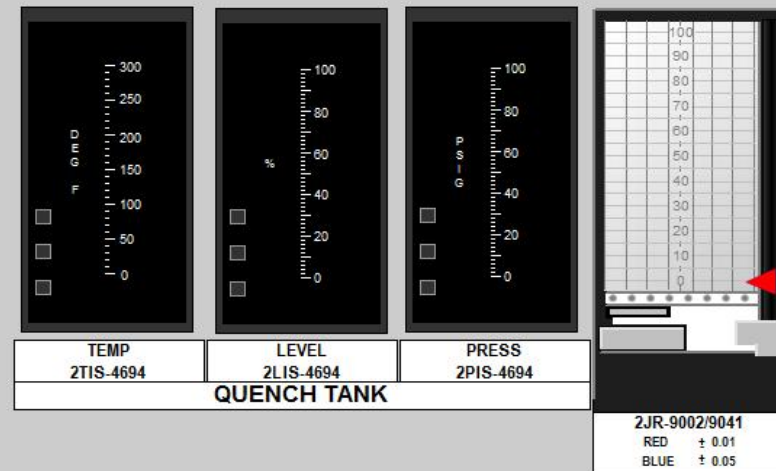 DEG F
300
250
200
150
100
50
0
%
100
80
60
40
20
0
PSIG
100
80
60
40
20
0
100
90
80
70
60
50
40
30
20
10
0
TEMP
2TIS-4694
LEVEL
2LIS-4694
PRESS
2PIS-4694
QUENCH TANK
2JR-9002/9041
RED ± 0.01
BLUE ± 0.05